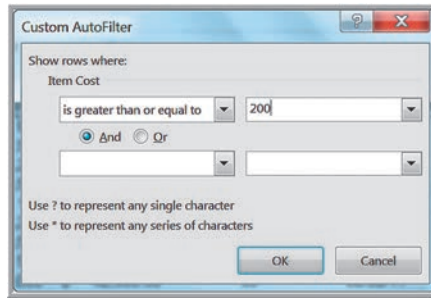 Custom AutoFilter
Show rows where:
Item Cost
is greater than or equal to 200
And Or
Use ? to represent any single character
Use * to represent any series of characters
OK Cancel